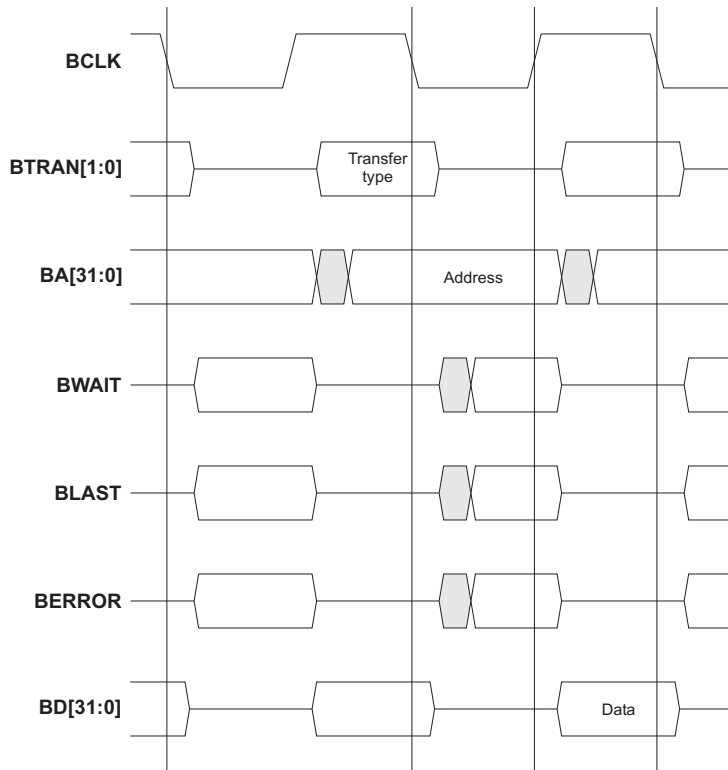 BCLK
BTRAN[1:0]
Transfer
type
BA[31:0]
Address
BWAIT
BLAST
BERROR
BD[31:0]
Data